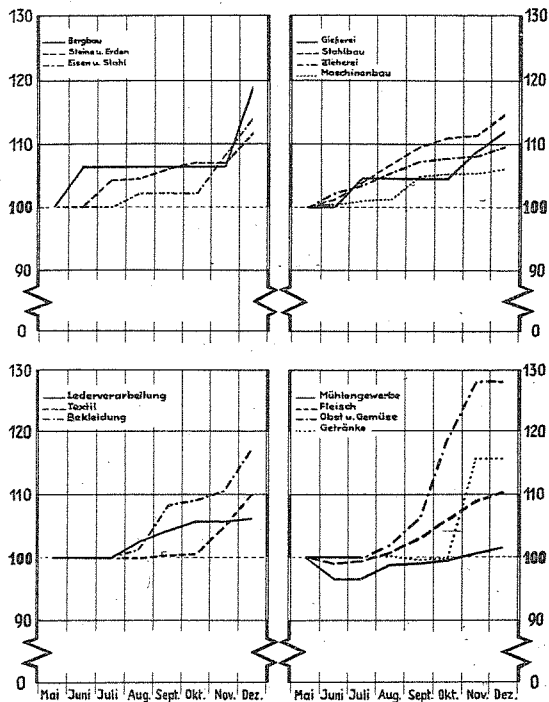 130
120
110
100
90
0
Bergbau
Steine u. Erden
Eisen u. Stahl
Gießerei
Stahlbau
Zieherei
Maschinenbau
130
120
110
100
90
0
130
120
110
100
90
0
Lederverarbeitung
Textil
Bekleidung
Mai Juni Juli Aug. Sept. Okt. Nov. Dez.
Mühlengewerbe
Fleisch
Obst u. Gemüse
Getränke
130
120
110
100
90
0
Mai Juni Juli Aug. Sept. Okt. Nov. Dez.